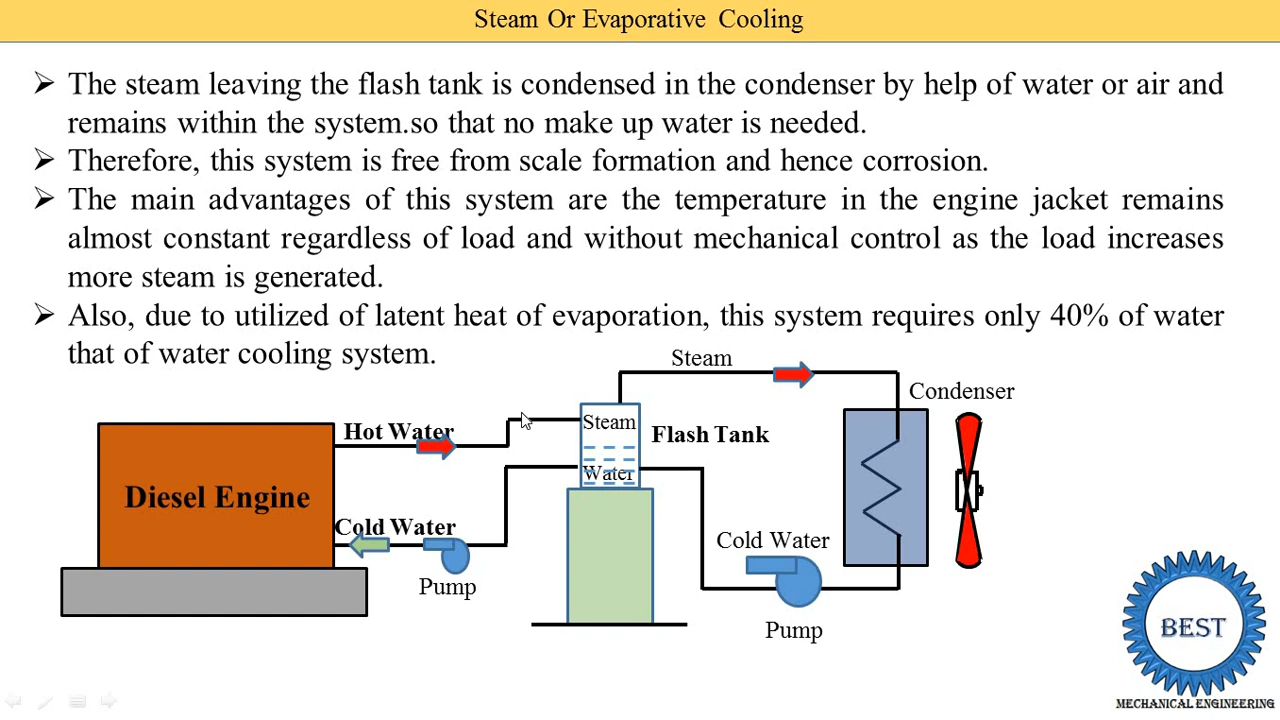 Steam Or Evaporative Cooling
➢ The steam leaving the flash tank is condensed in the condenser by help of water or air and
remains within the system.so that no make up water is needed.
➢ Therefore, this system is free from scale formation and hence corrosion.
➢ The main advantages of this system are the temperature in the engine jacket remains
almost constant regardless of load and without mechanical control as the load increases
more steam is generated.
➢ Also, due to utilized of latent heat of evaporation, this system requires only 40% of water
that of water cooling system.
Steam
Condenser
Hot Water
Steam
Flash Tank
Water
Diesel Engine
Cold Water
Pump
Cold Water
Pump
BEST
MECHANICAL ENGINEERING